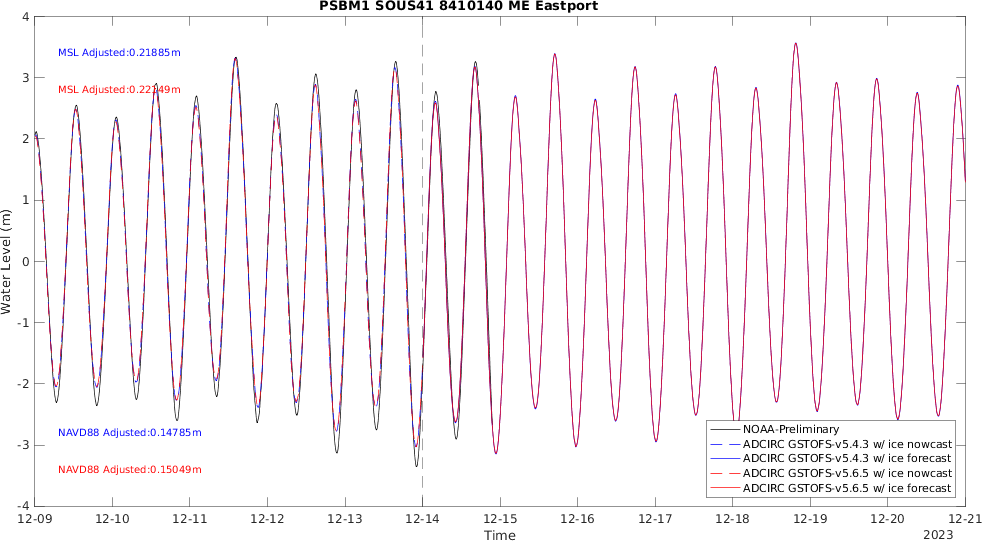 PSBM1 SOUS41 8410140 ME Eastport
4
3
2
1
0
-1
-2
-3
-4
Water Level (m)
MSL Adjusted:0.21885m
MSL Adjusted:0.22149m
NAVD88 Adjusted:0.14785m
NAVD88 Adjusted:0.15049m
NOAA-Preliminary
ADCIRC GSTOFS-v5.4.3 w/ ice nowcast
ADCIRC GSTOFS-v5.4.3 w/ ice forecast
ADCIRC GSTOFS-v5.6.5 w/ ice nowcast
ADCIRC GSTOFS-v5.6.5 w/ ice forecast
12-09 12-10 12-11 12-12 12-13 12-14 12-15 12-16 12-17 12-18 12-19 12-20 12-21
Time
2023